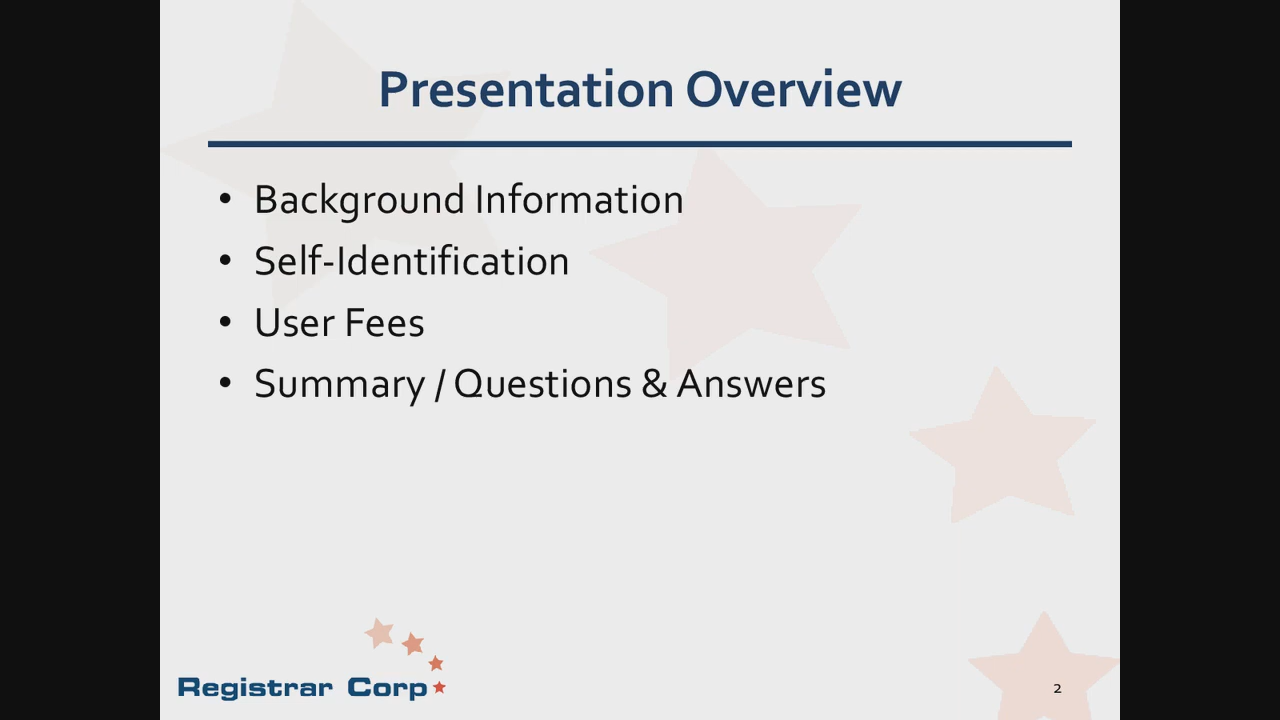 Presentation Overview
• Background Information
• Self-Identification
• User Fees
• Summary / Questions & Answers
Registrar Corp
2